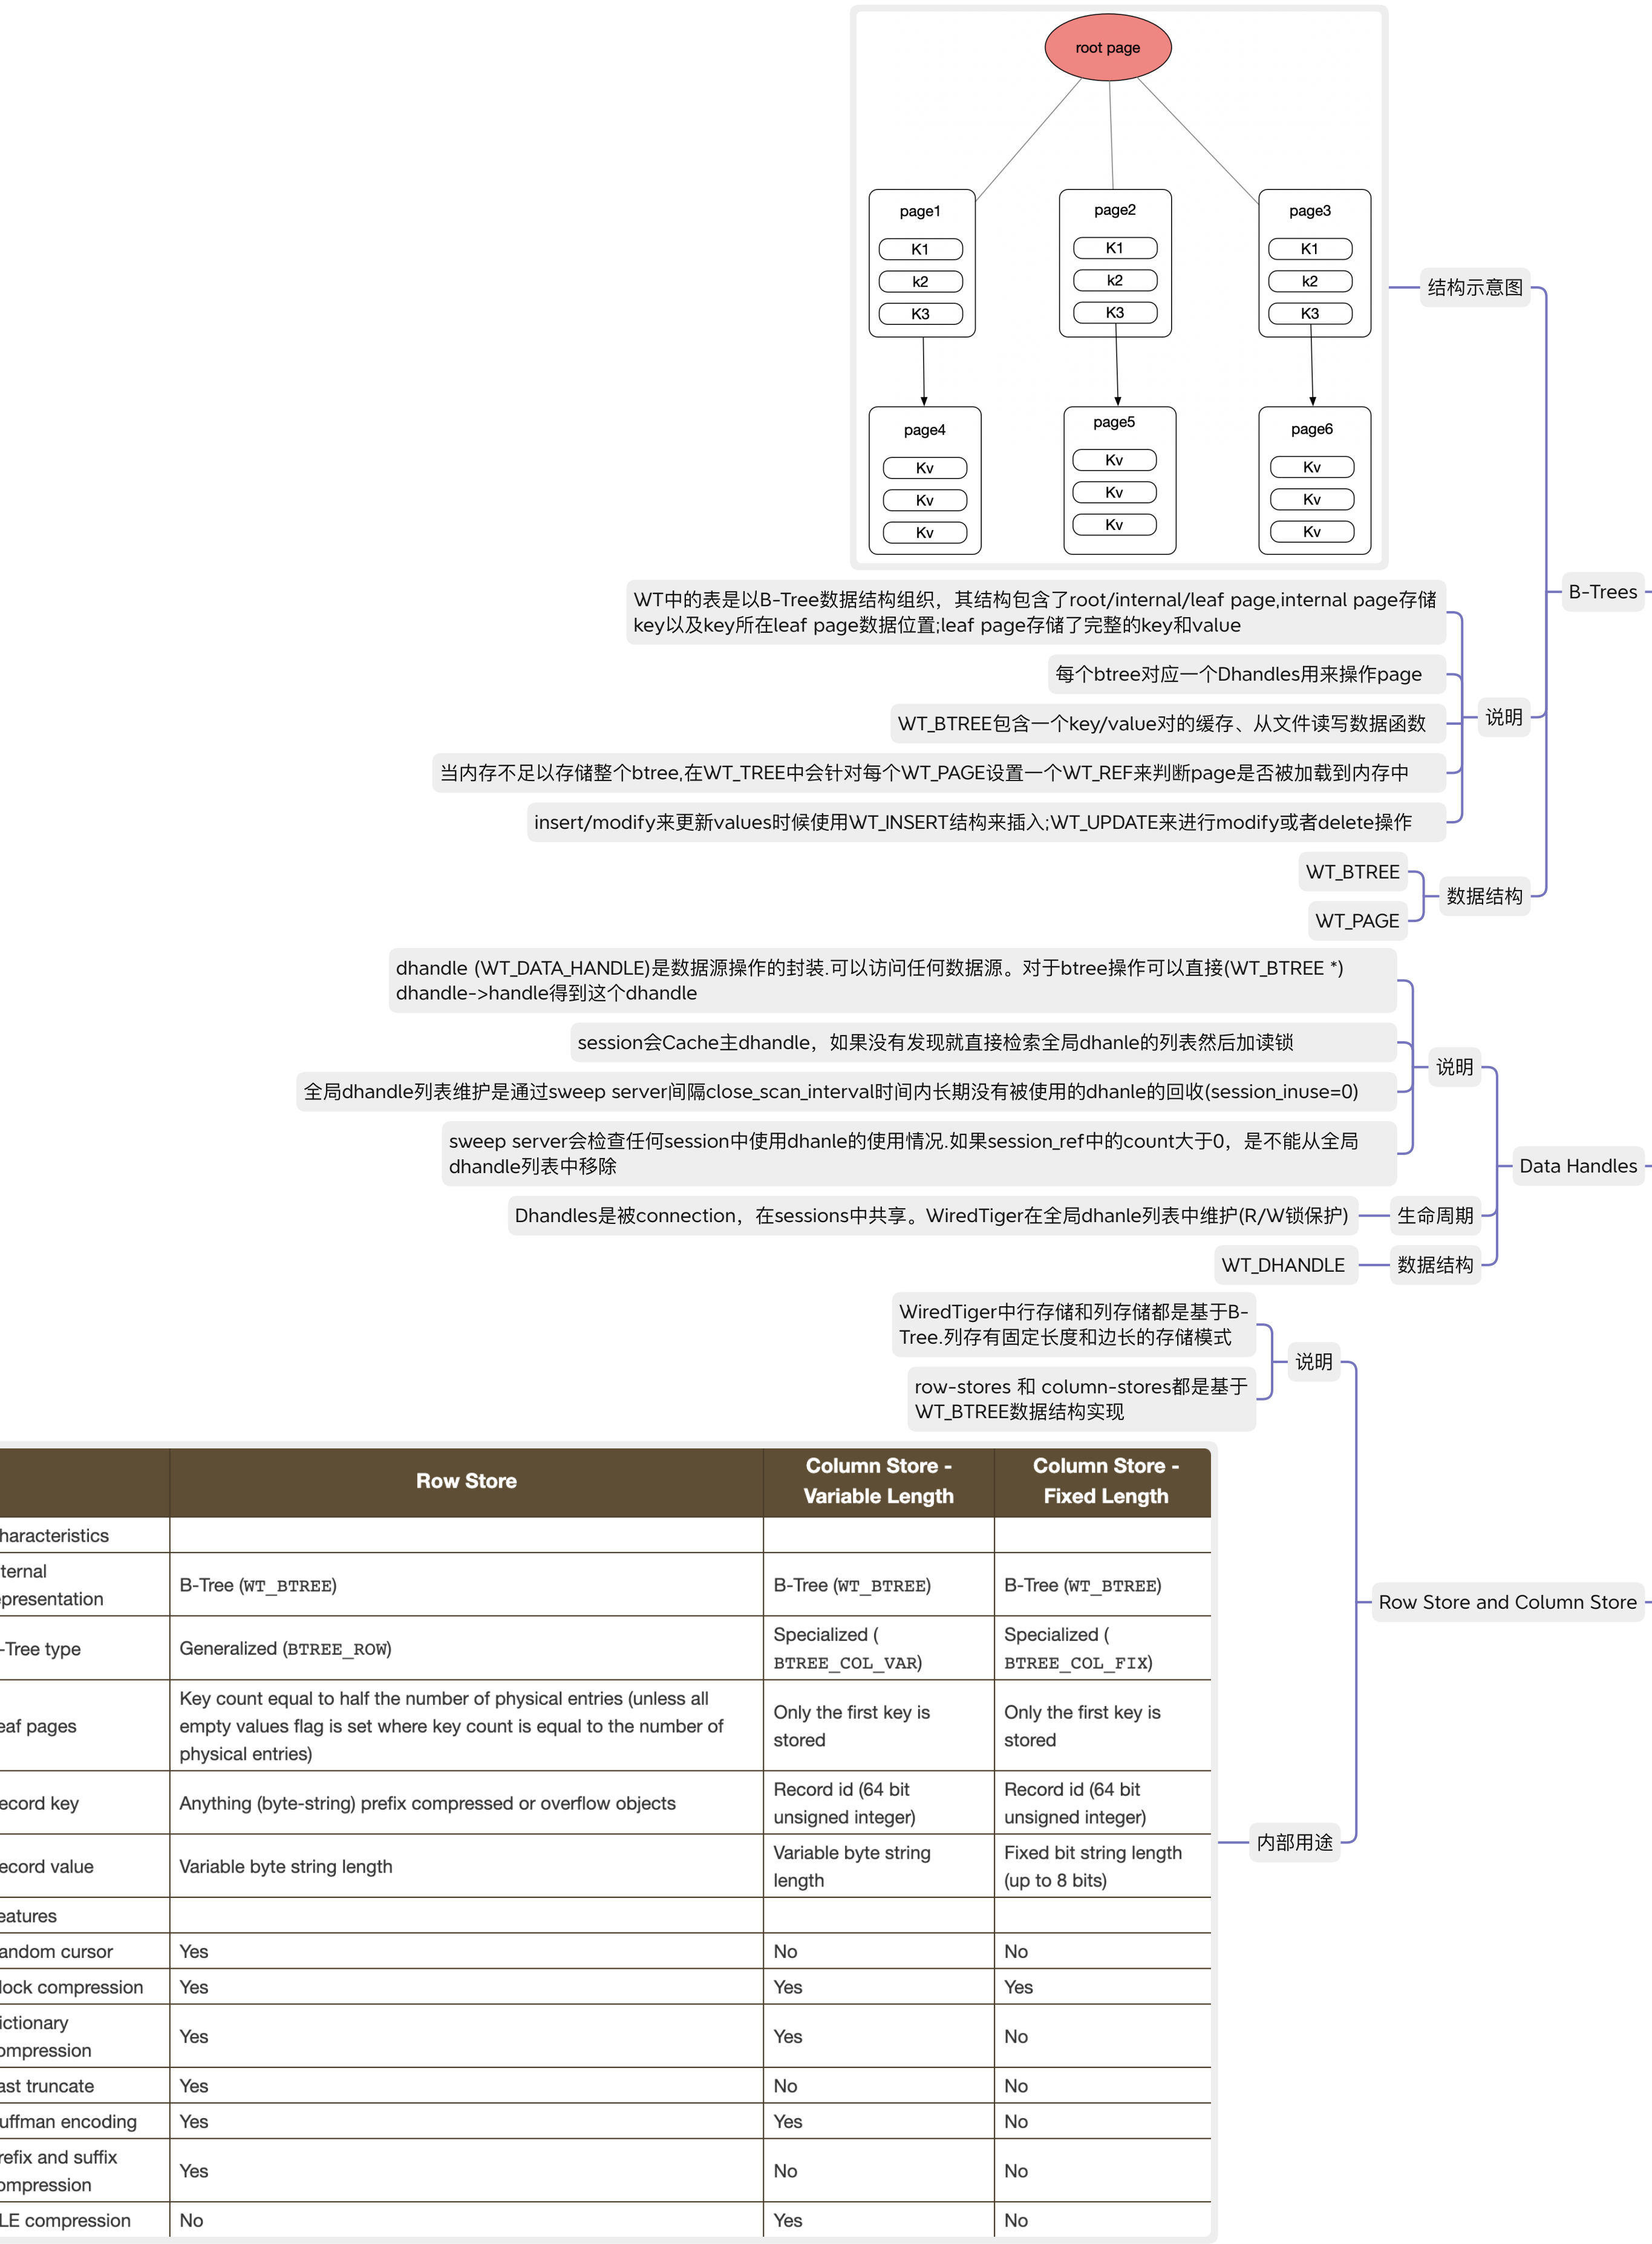 root page
page1
K1
k2
K3
page2
K1
k2
K3
page3
K1
k2
K3
page4
Kv
Kv
Kv
page5
Kv
Kv
Kv
page6
Kv
Kv
Kv
结构示意图
B-Trees
WT中的表是以B-Tree数据结构组织，其结构包含了root/internal/leaf page,internal page存储
key以及key所在leaf page数据位置;leaf page存储了完整的key和value
每个btree对应一个Dhandles用来操作page
WT_BTREE包含一个key/value对的缓存、从文件读写数据函数
当内存不足以存储整个btree,在WT_TREE中会针对每个WT_PAGE设置一个WT_REF来判断page是否被加载到内存中
insert/modify来更新values时候使用WT_INSERT结构来插入;WT_UPDATE来进行modify或者delete操作
说明
WT_BTREE
WT_PAGE
数据结构
dhandle (WT_DATA_HANDLE)是数据源操作的封装.可以访问任何数据源。对于btree操作可以直接(WT_BTREE *)
dhandle->handle得到这个dhandle
session会Cache主dhandle，如果没有发现就直接检索全局dhanle的列表然后加读锁
全局dhandle列表维护是通过sweep server间隔close_scan_interval时间内长期没有被使用的dhanle的回收(session_inuse=0)
sweep server会检查任何session中使用dhanle的使用情况.如果session_ref中的count大于0，是不能从全局
dhandle列表中移除
说明
Data Handles
Dhandles是被connection，在sessions中共享。WiredTiger在全局dhanle列表中维护(R/W锁保护)
生命周期
WT_DHANDLE
数据结构
WiredTiger中行存储和列存储都是基于B-
Tree.列存有固定长度和边长的存储模式
row-stores 和 column-stores都是基于
WT_BTREE数据结构实现
说明
Row Store and Column Store
内部用途
Row Store
Column Store -
Variable Length
Column Store -
Fixed Length
haracteristics
ternal
presentation
B-Tree (WT_BTREE)
B-Tree (WT_BTREE)
B-Tree (WT_BTREE)
-Tree type
Generalized (BTREE_ROW)
Specialized (
BTREE_COL_VAR)
Specialized (
BTREE_COL_FIX)
eaf pages
Key count equal to half the number of physical entries (unless all
empty values flag is set where key count is equal to the number of
physical entries)
Only the first key is
stored
Only the first key is
stored
ecord key
Anything (byte-string) prefix compressed or overflow objects
Record id (64 bit
unsigned integer)
Record id (64 bit
unsigned integer)
ecord value
Variable byte string length
Variable byte string
length
Fixed bit string length
(up to 8 bits)
eatures
andom cursor
Yes
No
No
lock compression
Yes
Yes
Yes
ictionary
ompression
Yes
Yes
No
ast truncate
Yes
No
No
uffman encoding
Yes
Yes
No
refix and suffix
ompression
Yes
No
No
LE compression
No
Yes
No